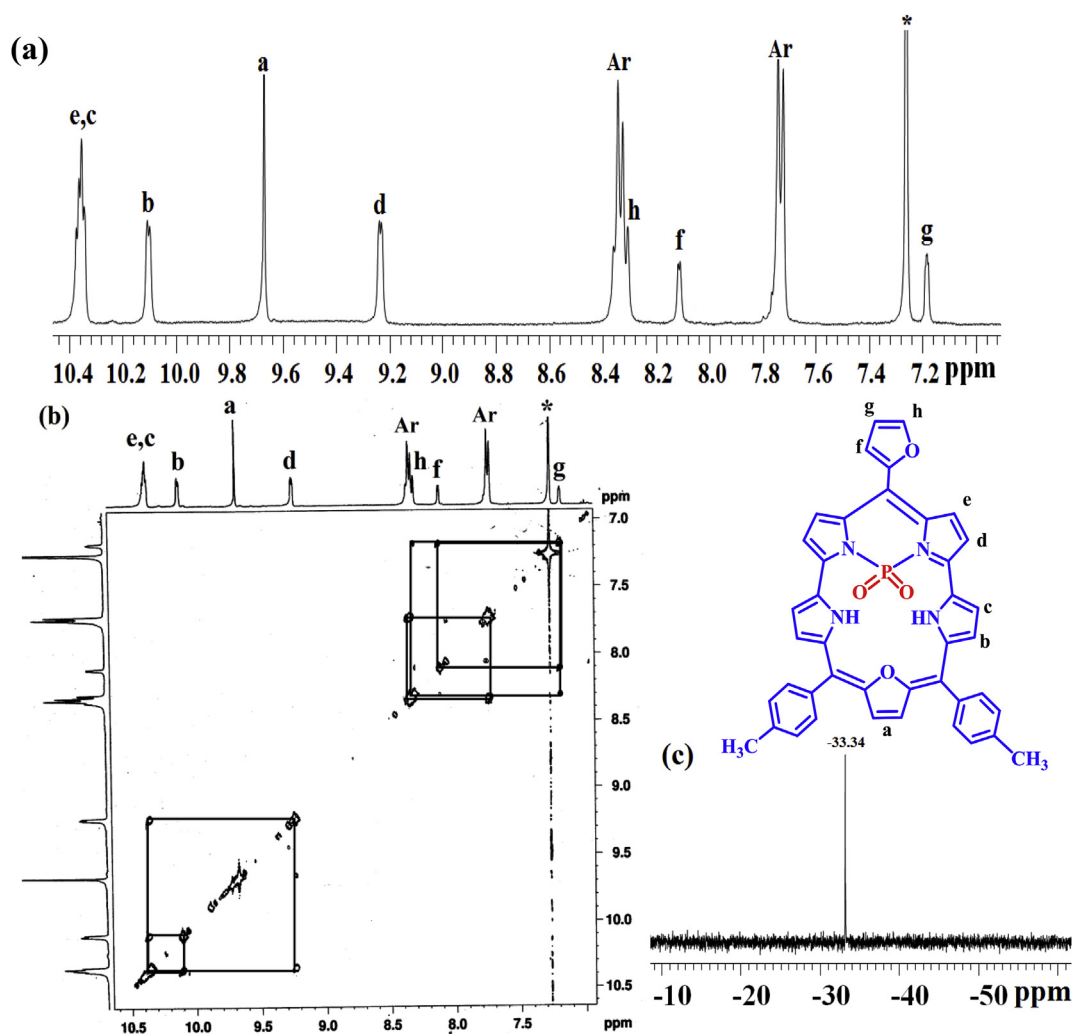 (a)
e,c
b
a
d
Ar
h
f
Ar
*
g
10.4 10.2 10.0 9.8 9.6 9.4 9.2 9.0 8.8 8.6 8.4 8.2 8.0 7.8 7.6 7.4 7.2 ppm
(b)
e,c
b
a
d
Ar
h
f
Ar
*
g
ppm
7.0
7.5
8.0
8.5
9.0
9.5
10.0
10.5
10.5 10.0 9.5 9.0 8.5 8.0 7.5 ppm
g h
f O
e
N N d
P
O O
NH HN c
b
O
a
H₃C CH₃
(c)
-33.34
-10 -20 -30 -40 -50 ppm